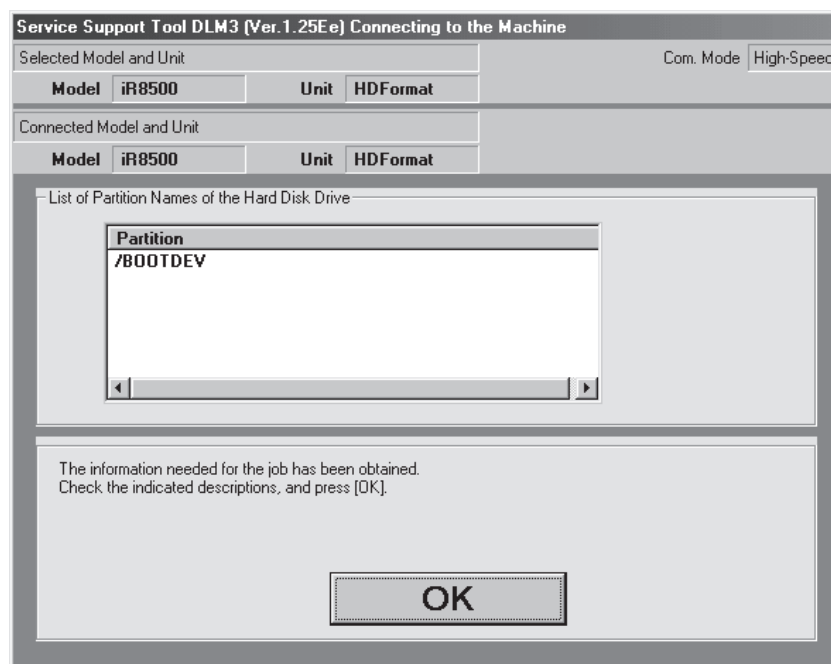 Service Support Tool DLM3 (Ver.1.25Ee) Connecting to the Machine
Selected Model and Unit
Com. Mode High-Speed
Model iR8500 Unit HDFormat
Connected Model and Unit
Model iR8500 Unit HDFormat
List of Partition Names of the Hard Disk Drive
Partition
/BOOTDEV
The information needed for the job has been obtained.
Check the indicated descriptions, and press [OK].
OK